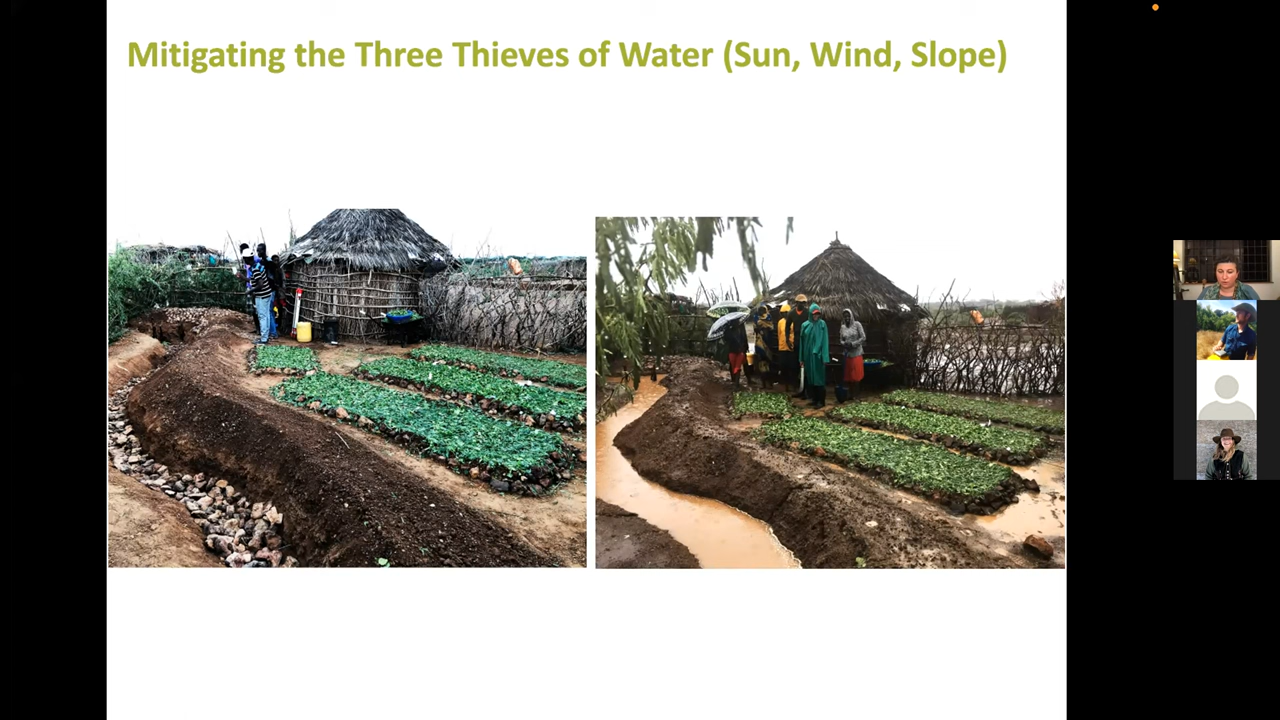 Mitigating the Three Thieves of Water (Sun, Wind, Slope)